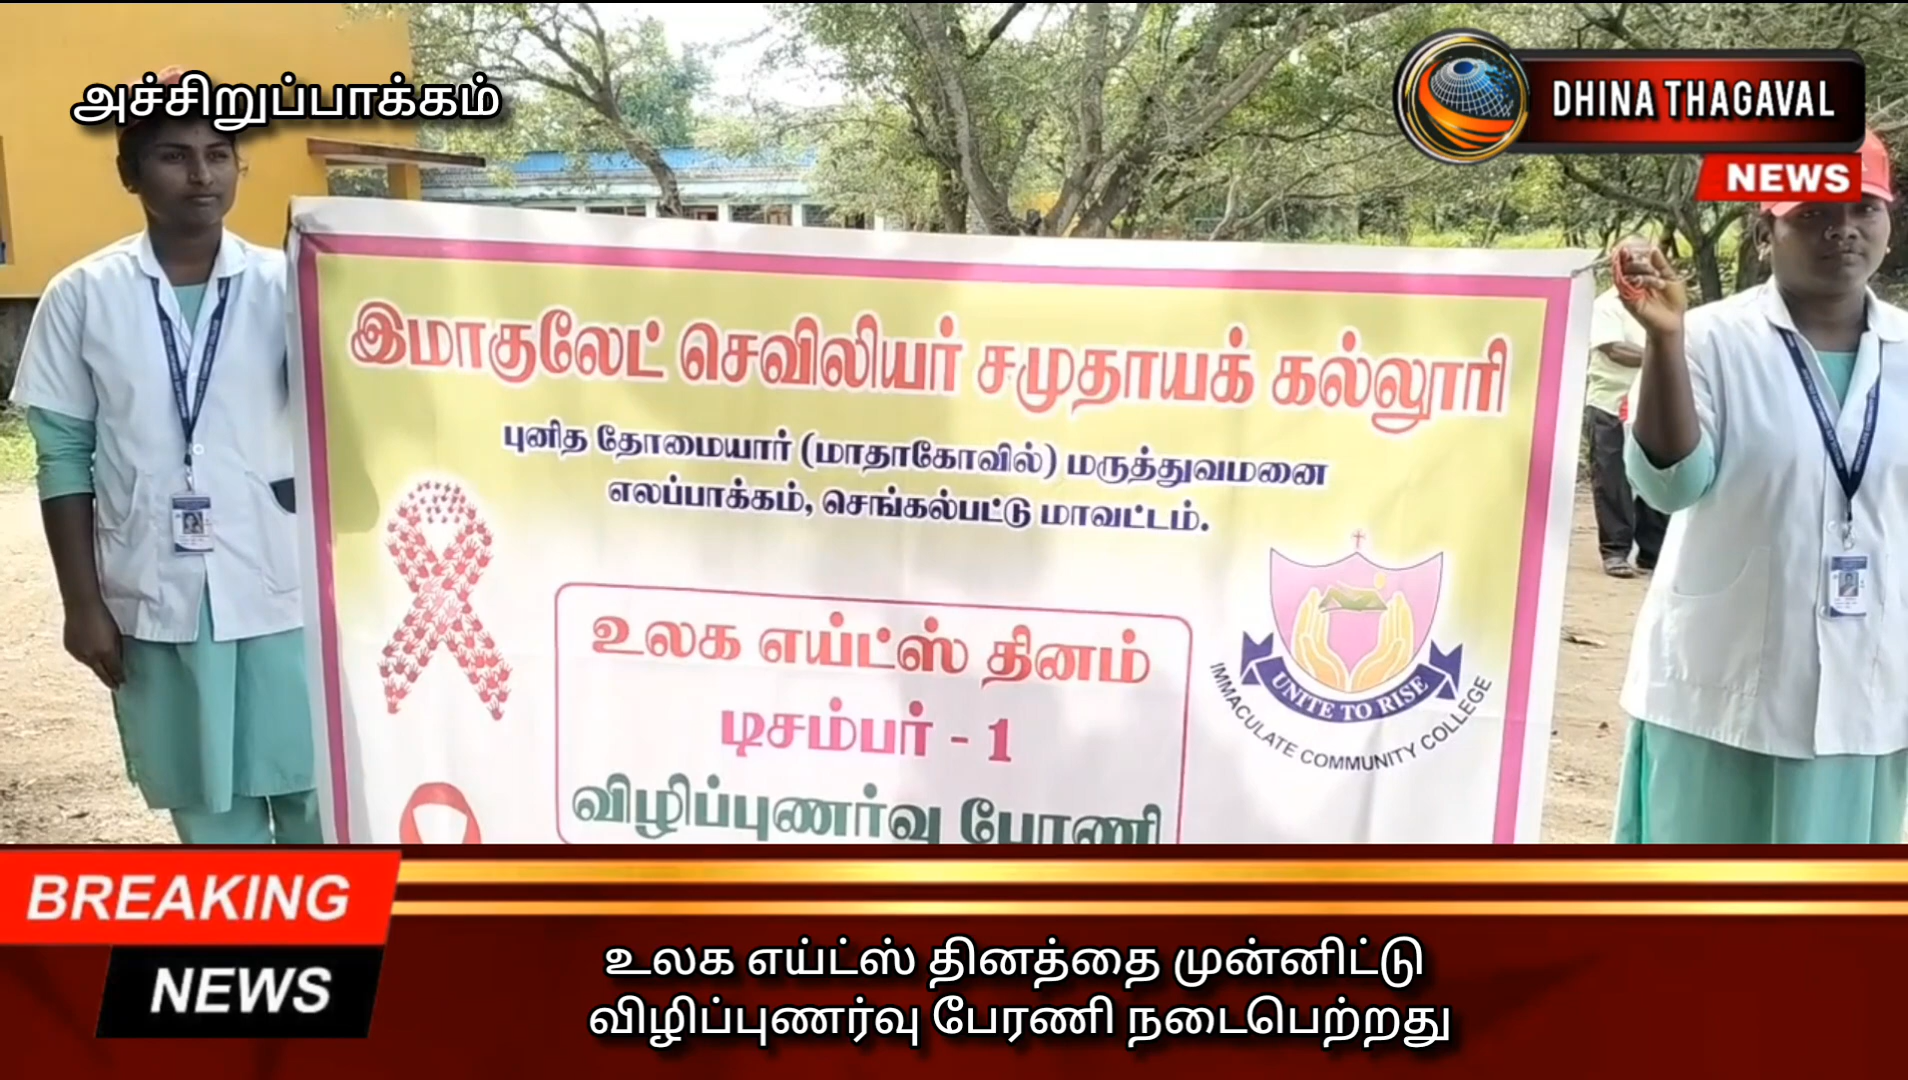 அச்சிறுப்பாக்கம்
DHINA THAGAVAL
NEWS
இமாகுலேட் செவிலியர் சமுதாயக் கல்லூரி
புனித தோமையார் (மாதாகோவில்) மருத்துவமனை
எலப்பாக்கம், செங்கல்பட்டு மாவட்டம்.
உலக எய்ட்ஸ் தினம்
டிசம்பர் - 1
விழிப்புணர்வு பேரணி
UNITE TO RISE
IMMACULATE COMMUNITY COLLEGE
BREAKING
NEWS
உலக எய்ட்ஸ் தினத்தை முன்னிட்டு
விழிப்புணர்வு பேரணி நடைபெற்றது